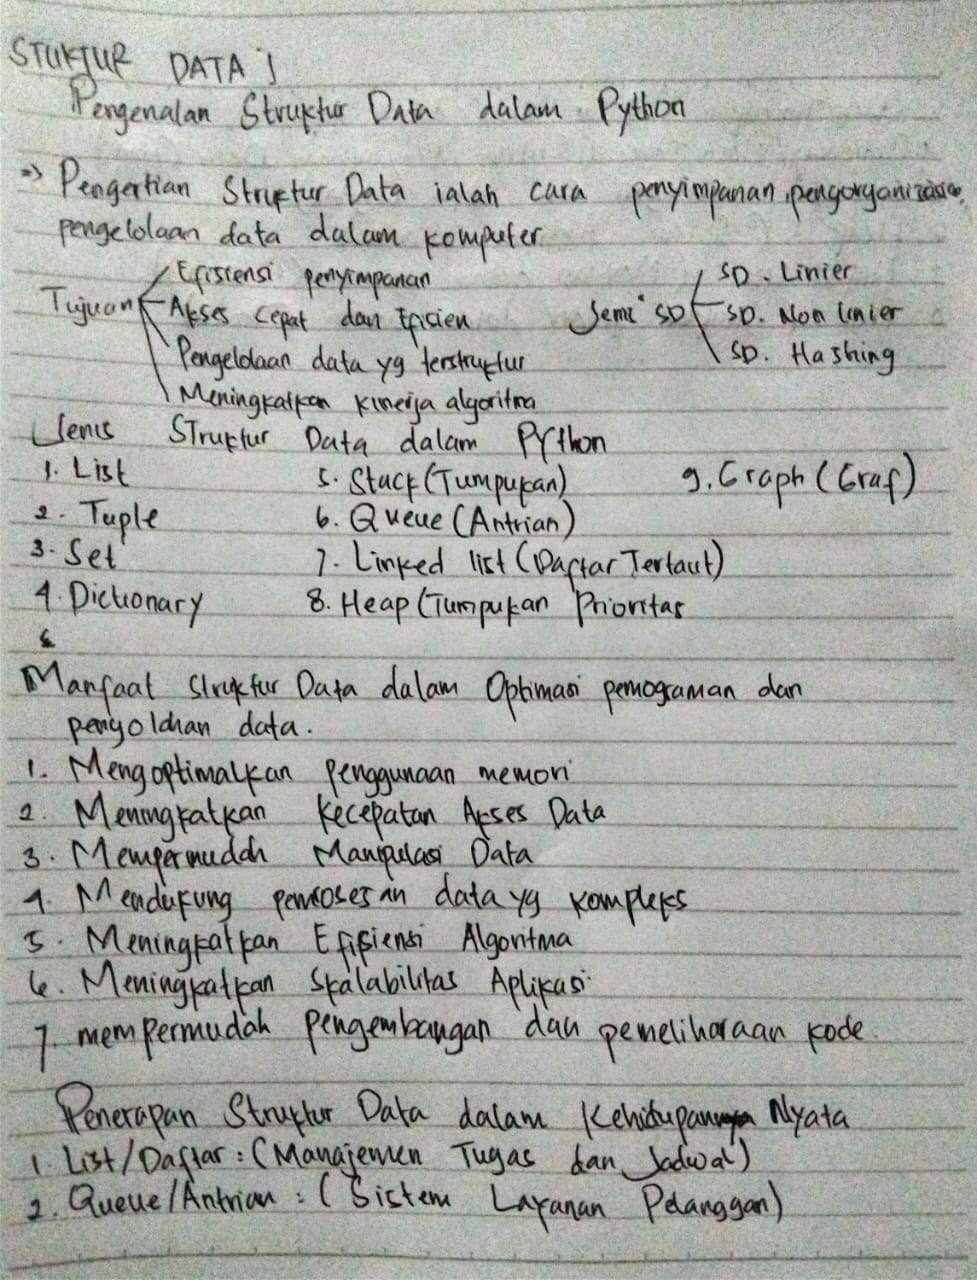 STUKTUR DATA
Pengenalan Struktur Data dalam Python
=> Pengertian Struktur Data ialah cara penyimpanan, pengorganizasian,
pengelolaan data dalam komputer
Tujuan
Efisiensi penyimpanan
Akses cepat dan Efisien
Pengelolaan data yg terstruktur
Meningkatkan kinerja algoritma
SD
SD. Linier
SD. Non linier
SD. Hashing
Jenis STruktur Data dalam PYthon
1. List
2. Tuple
3. Set
4. Dictionary
5. Stack (Tumpukan)
6. Queue (Antrian)
7. Linked list (Daftar Tertaut)
8. Heap (Tumpukan Prioritas
9. Graph (Graf)
Manfaat Struktur Data dalam Optimasi pemograman dan
pengolahan data.
1. Mengoptimalkan penggunaan memori
2. Meningkatkan Kecepatan Akses Data
3. Mempermudah Manipulasi Data
4. Mendukung pemrosesan data yg kompleks
5. Meningkatkan Efisiensi Algoritma
6. Meningkatkan Skalabilitas Aplikasi
7. mempermudah pengembangan dan pemeliharaan kode.
Penerapan Struktur Data dalam Kehidupan Nyata
1. List/Daftar : (Manajemen Tugas dan Jadwal)
2. Queue/Antrian : (Sistem Layanan Pelanggan)